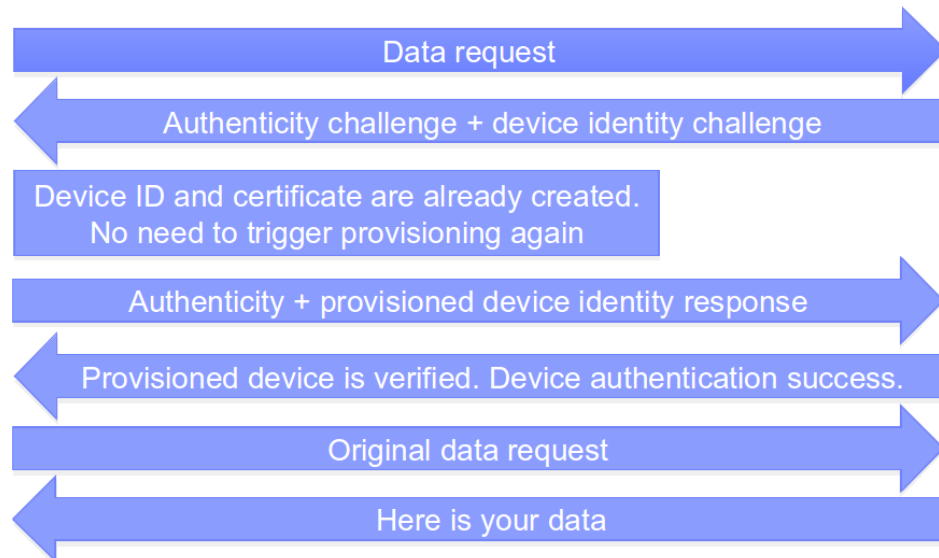 Data request
Authenticity challenge + device identity challenge
Device ID and certificate are already created.
No need to trigger provisioning again
Authenticity + provisioned device identity response
Provisioned device is verified. Device authentication success.
Original data request
Here is your data